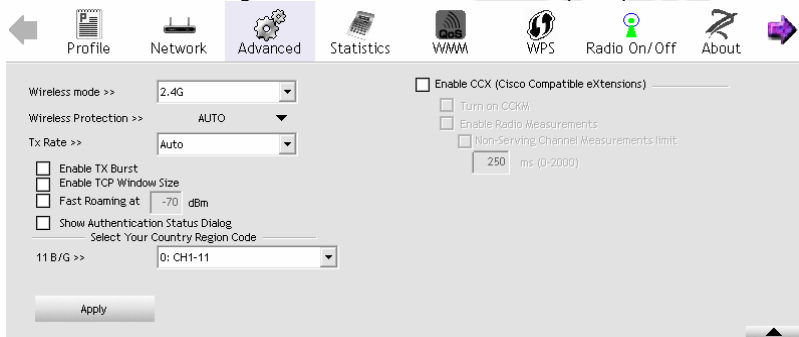 Profile Network Advanced Statistics QoS WMM WPS Radio On/Off About
Wireless mode >> 2.4G
Enable CCX (Cisco Compatible eXtensions)
Turn on CCKM
Wireless Protection >> AUTO
Enable Radio Measurements
Tx Rate >> Auto
Non-Serving Channel Measurements limit
250 ms (0-2000)
Enable TX Burst
Enable TCP Window Size
Fast Roaming at -70 dBm
Show Authentication Status Dialog
Select Your Country Region Code
11 B/G >> 0: CH1-11
Apply